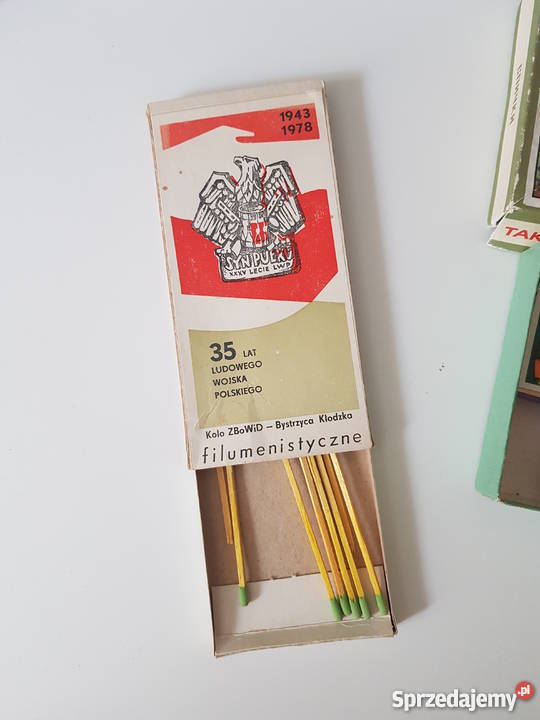 1943
1978
SYN PUŁKU
XXXV LECIE LWP
35 LAT
LUDOWEGO
WOJSKA
POLSKIEGO
Koło ZBoWiD – Bystrzyca Kłodzka
filumenistyczne
TAK
Sprzedajemy.pl